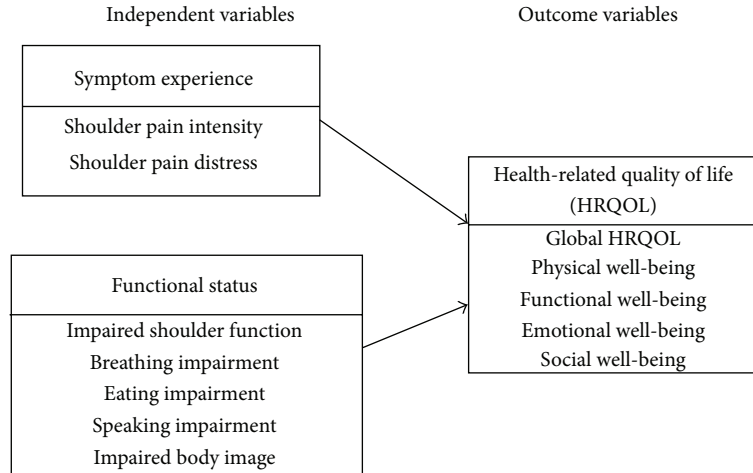 Independent variables
Outcome variables
Symptom experience
Shoulder pain intensity
Shoulder pain distress
Functional status
Impaired shoulder function
Breathing impairment
Eating impairment
Speaking impairment
Impaired body image
Health-related quality of life
(HRQOL)
Global HRQOL
Physical well-being
Functional well-being
Emotional well-being
Social well-being